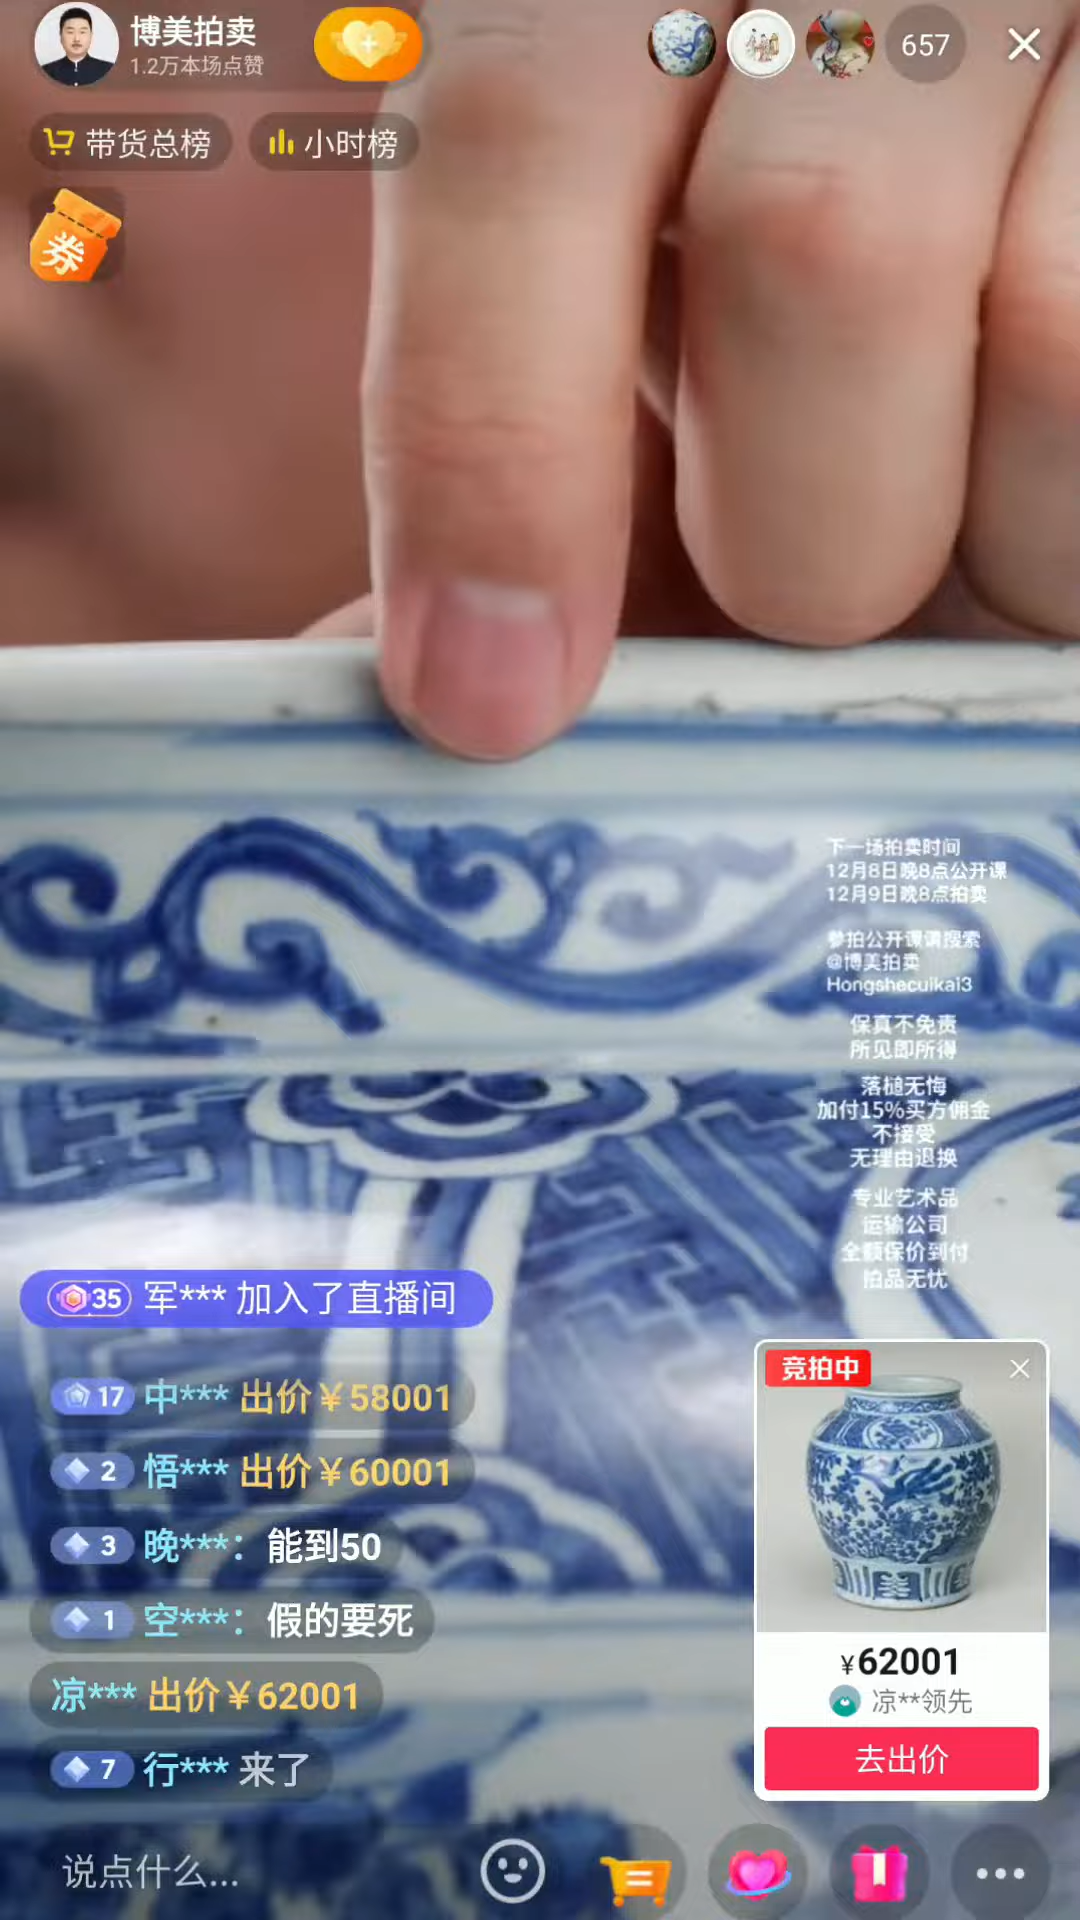 博美拍卖
1.2万本场点赞
657
带货总榜
小时榜
券
下一场拍卖时间
12月8日晚8点公开课
12月9日晚8点拍卖
参拍公开课请搜索
@博美拍卖
Hongshecuikai3
保真不免责
所见即所得
落槌无悔
加付15%买方佣金
不接受
无理由退换
专业艺术品
运输公司
全额保价到付
拍品无忧
35 军*** 加入了直播间
17 中*** 出价¥58001
2 悟*** 出价¥60001
3 晚***：能到50
1 空***：假的要死
凉*** 出价¥62001
7 行*** 来了
竞拍中
¥62001
凉**领先
去出价
说点什么...